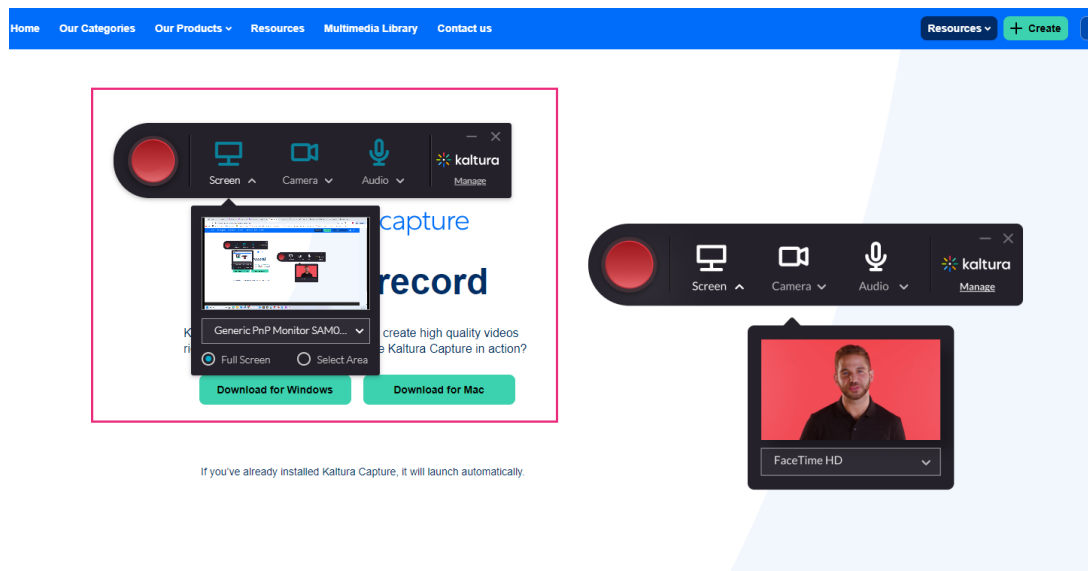 Home Our Categories Our Products Resources Multimedia Library Contact us Resources + Create
kaltura
Screen Camera Audio Manage
capture
record
Generic PnP Monitor SAM0...
create high quality videos
Kaltura Capture in action?
Full Screen Select Area
Download for Windows Download for Mac
If you've already installed Kaltura Capture, it will launch automatically.
kaltura
Screen Camera Audio Manage
FaceTime HD